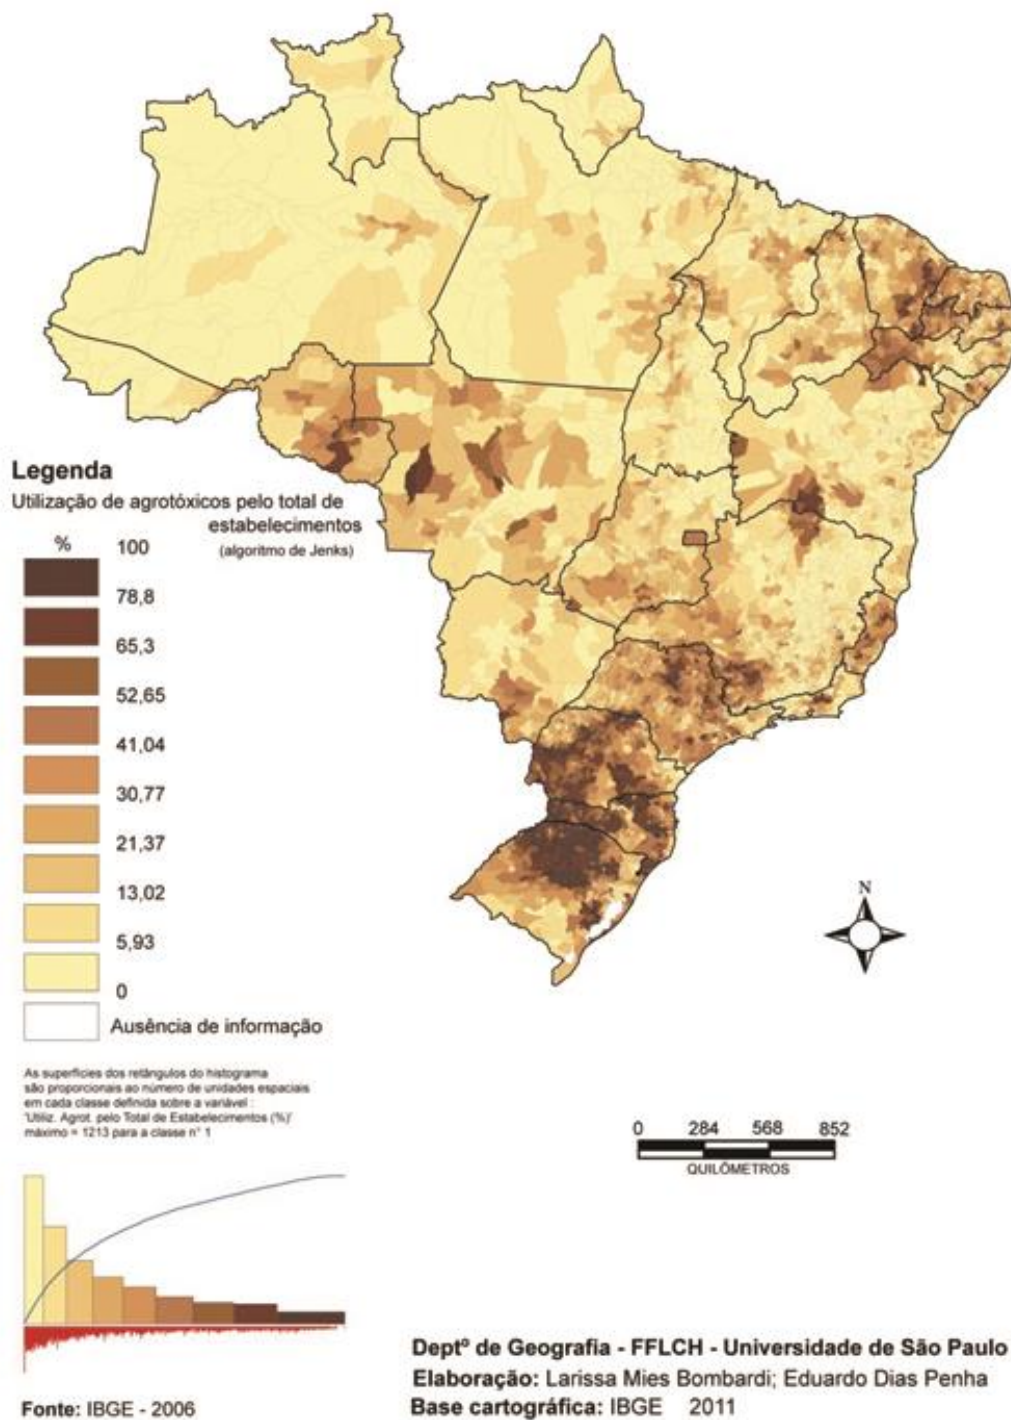 Legenda
Utilização de agrotóxicos pelo total de
estabelecimentos
(algoritmo de Jenks)
% 100
78,8
65,3
52,65
41,04
30,77
21,37
13,02
5,93
0
Ausência de informação
N
As superfícies dos retângulos do histograma
são proporcionais ao número de unidades espaciais
em cada classe definida sobre a variável :
'Utiliz. Agrot. pelo Total de Estabelecimentos (%)'
máximo = 1213 para a classe n° 1
0 284 568 852
QUILÔMETROS
Deptº de Geografia - FFLCH - Universidade de São Paulo
Elaboração: Larissa Mies Bombardi; Eduardo Dias Penha
Fonte: IBGE - 2006
Base cartográfica: IBGE 2011